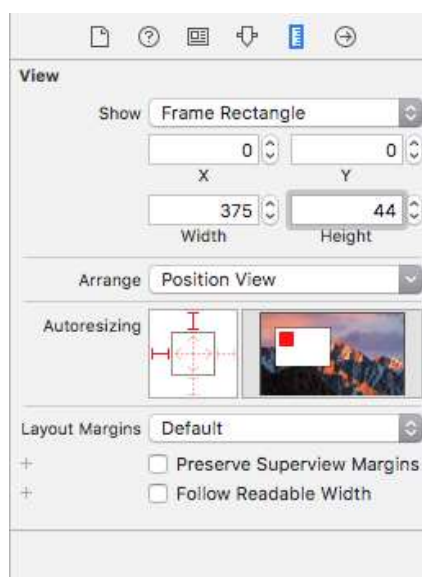 View
Show Frame Rectangle
0 0
X Y
375 44
Width Height
Arrange Position View
Autoresizing
Layout Margins Default
+ Preserve Superview Margins
+ Follow Readable Width